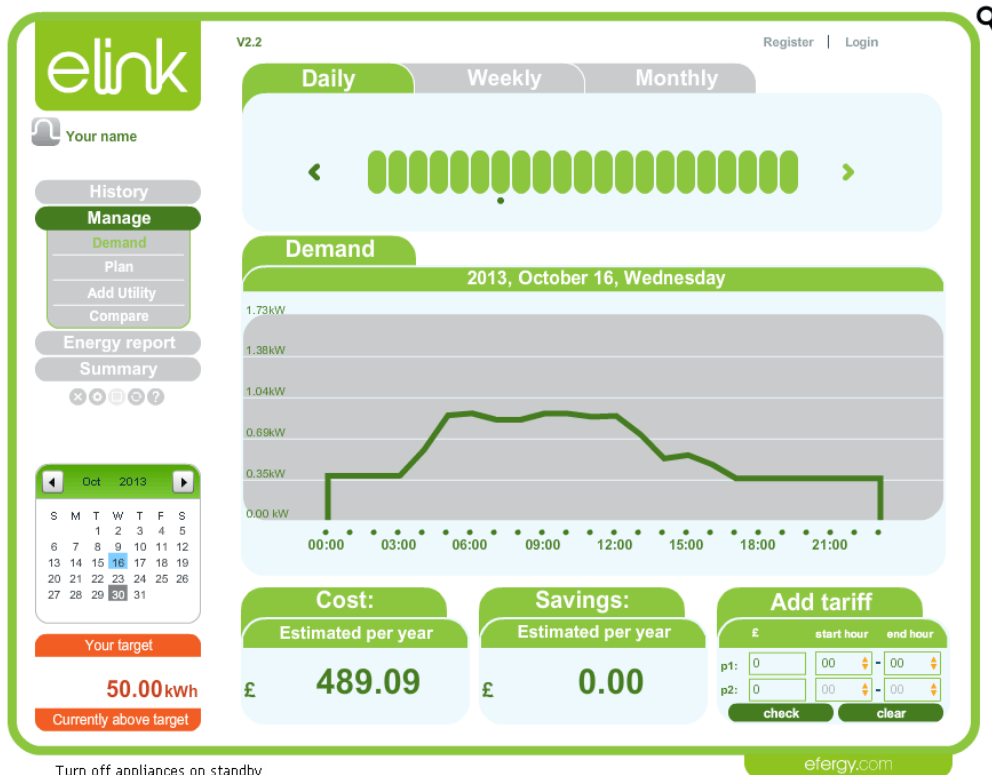 elink
V2.2
Register | Login
Your name
Daily Weekly Monthly
History
Manage
Demand
Plan
Add Utility
Compare
Energy report
Summary
?
Demand
2013, October 16, Wednesday
1.73kW
1.38kW
1.04kW
0.69kW
0.35kW
0.00 kW
00:00 03:00 06:00 09:00 12:00 15:00 18:00 21:00
Oct 2013
S M T W T F S
1 2 3 4 5
6 7 8 9 10 11 12
13 14 15 16 17 18 19
20 21 22 23 24 25 26
27 28 29 30 31
Your target
50.00 kWh
Currently above target
Cost:
Estimated per year
£ 489.09
Savings:
Estimated per year
£ 0.00
Add tariff
£ start hour end hour
p1: 0 00 - 00
p2: 0 00 - 00
check clear
efergy.com
Turn off appliances on standby